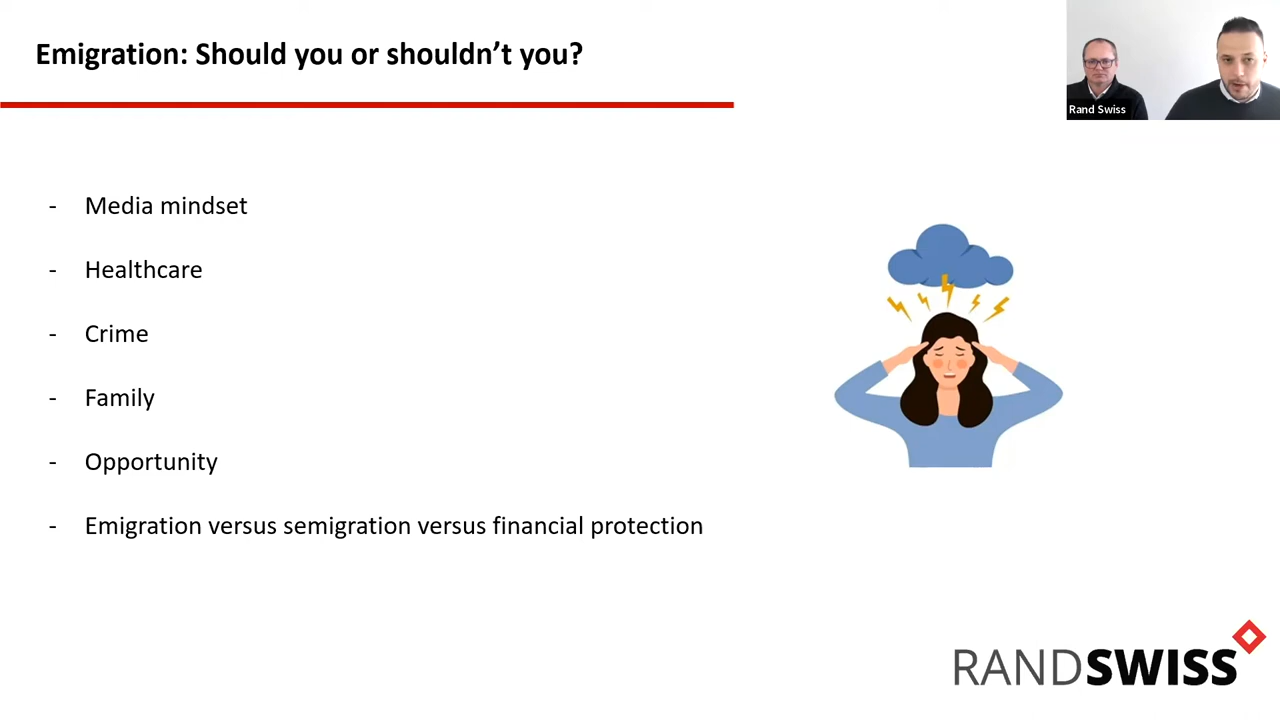 Emigration: Should you or shouldn’t you?
Rand Swiss
- Media mindset
- Healthcare
- Crime
- Family
- Opportunity
- Emigration versus semigration versus financial protection
RANDSWISS